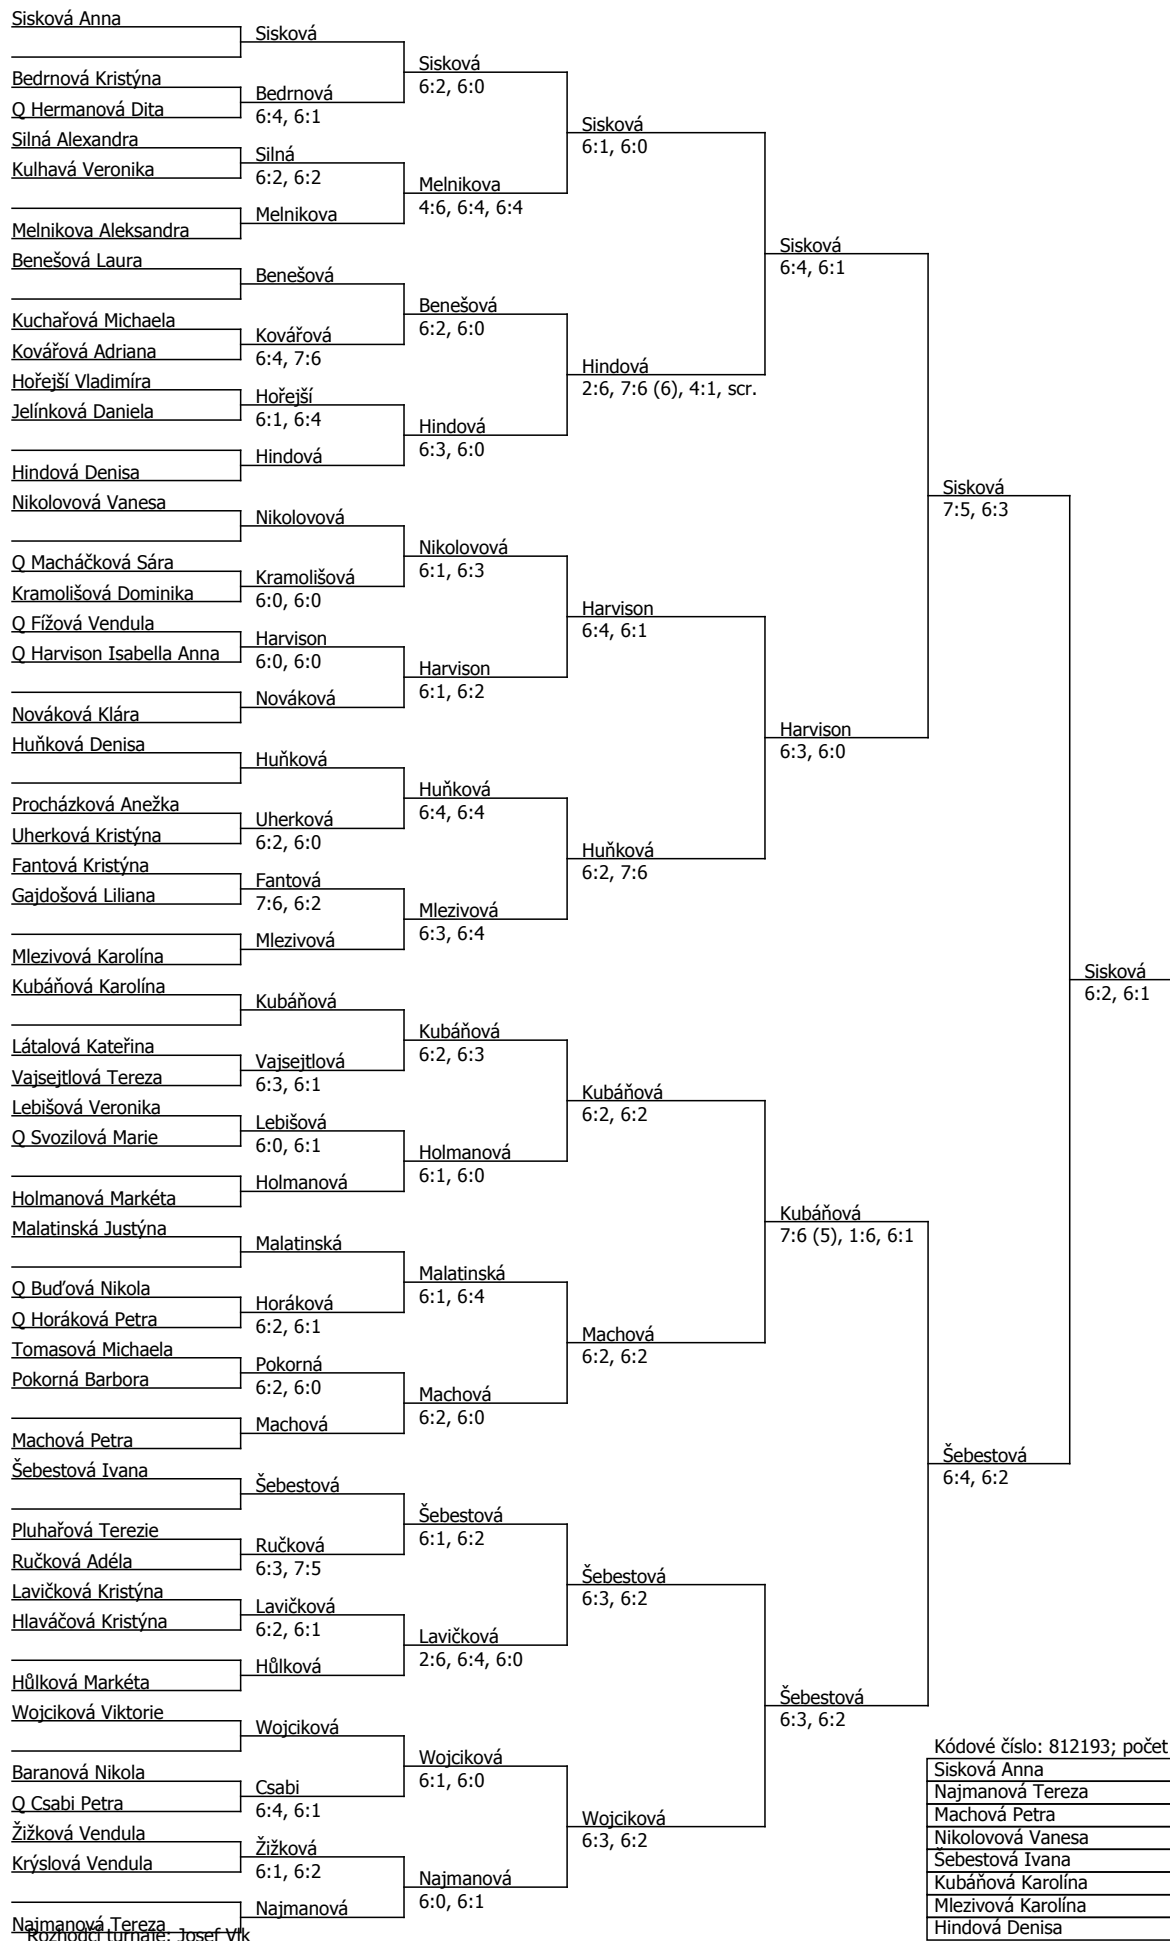 Sisková Anna
Bedrnová Kristýna
Q Hermanová Dita
Silná Alexandra
Kulhavá Veronika
Melnikova Aleksandra
Benešová Laura
Kuchařová Michaela
Kovářová Adriana
Hořejší Vladimíra
Jelínková Daniela
Hindová Denisa
Nikolovová Vanesa
Q Macháčková Sára
Kramolišová Dominika
Q Fížová Vendula
Q Harvison Isabella Anna
Nováková Klára
Huňková Denisa
Procházková Anežka
Uherková Kristýna
Fantová Kristýna
Gajdošová Liliana
Mlezivová Karolína
Kubáňová Karolína
Látalová Kateřina
Vajsejtlová Tereza
Lebišová Veronika
Q Svozilová Marie
Holmanová Markéta
Malatinská Justýna
Q Buďová Nikola
Q Horáková Petra
Tomasová Michaela
Pokorná Barbora
Machová Petra
Šebestová Ivana
Pluhařová Terezie
Ručková Adéla
Lavičková Kristýna
Hlaváčová Kristýna
Hůlková Markéta
Wojciková Viktorie
Baranová Nikola
Q Csabi Petra
Žižková Vendula
Krýslová Vendula
Najmanová Tereza
Rozhodčí turnaje: Josef Vlk
Sisková
Bedrnová
6:4, 6:1
Silná
6:2, 6:2
Melnikova
Benešová
Kovářová
6:4, 7:6
Hořejší
6:1, 6:4
Hindová
Nikolovová
Kramolišová
6:0, 6:0
Harvison
6:0, 6:0
Nováková
Huňková
Uherková
6:2, 6:0
Fantová
7:6, 6:2
Mlezivová
Kubáňová
Vajsejtlová
6:3, 6:1
Lebišová
6:0, 6:1
Holmanová
Malatinská
Horáková
6:2, 6:1
Pokorná
6:2, 6:0
Machová
Šebestová
Ručková
6:3, 7:5
Lavičková
6:2, 6:1
Hůlková
Wojciková
Csabi
6:4, 6:1
Žižková
6:1, 6:2
Najmanová
Sisková
6:2, 6:0
Melnikova
4:6, 6:4, 6:4
Benešová
6:2, 6:0
Hindová
6:3, 6:0
Nikolovová
6:1, 6:3
Harvison
6:1, 6:2
Huňková
6:4, 6:4
Mlezivová
6:3, 6:4
Kubáňová
6:2, 6:3
Holmanová
6:1, 6:0
Malatinská
6:1, 6:4
Machová
6:2, 6:0
Šebestová
6:1, 6:2
Lavičková
2:6, 6:4, 6:0
Wojciková
6:1, 6:0
Najmanová
6:0, 6:1
Sisková
6:1, 6:0
Hindová
2:6, 7:6 (6), 4:1, scr.
Harvison
6:4, 6:1
Huňková
6:2, 7:6
Kubáňová
6:2, 6:2
Machová
6:2, 6:2
Šebestová
6:3, 6:2
Wojciková
6:3, 6:2
Sisková
6:4, 6:1
Harvison
6:3, 6:0
Kubáňová
7:6 (5), 1:6, 6:1
Šebestová
6:3, 6:2
Sisková
7:5, 6:3
Šebestová
6:4, 6:2
Sisková
6:2, 6:1
Kódové číslo: 812193; počet
Sisková Anna
Najmanová Tereza
Machová Petra
Nikolovová Vanesa
Šebestová Ivana
Kubáňová Karolína
Mlezivová Karolína
Hindová Denisa